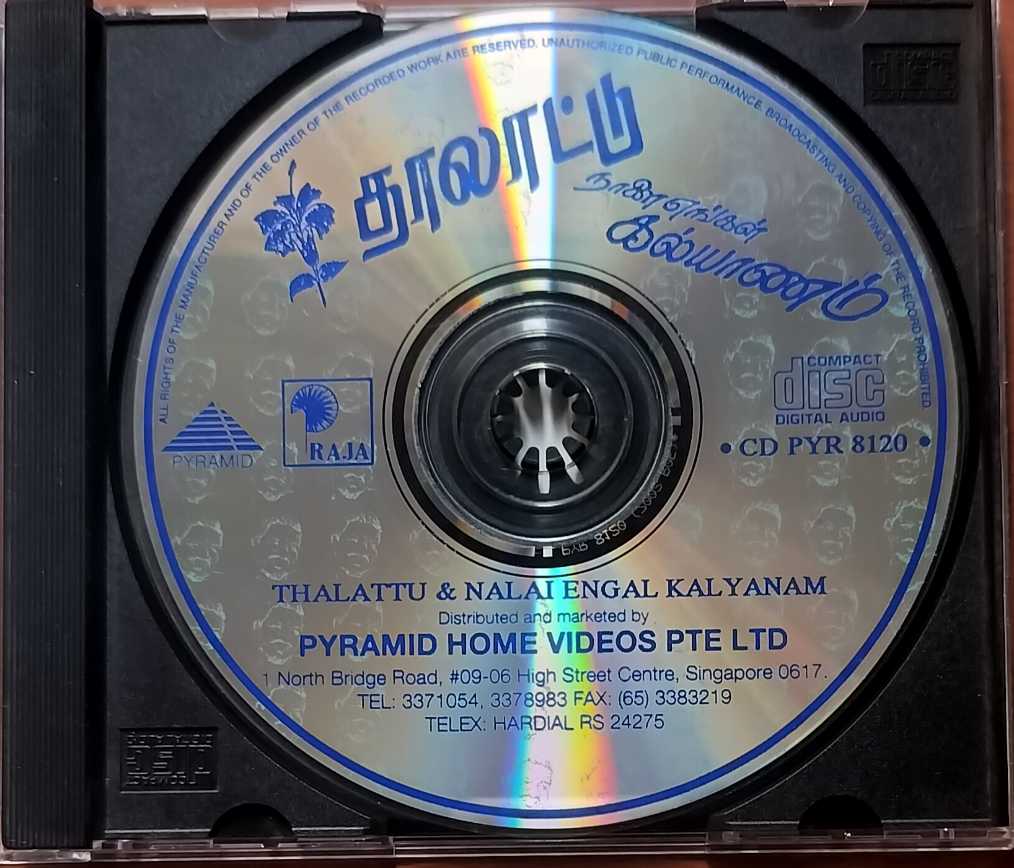 ALL RIGHTS OF THE MANUFACTURER AND OF THE OWNER OF THE RECORDED WORK ARE RESERVED. UNAUTHORIZED PUBLIC PERFORMANCE. BROADCASTING AND COPYING OF THE RECORD PROHIBITED
தாலாட்டு
நாளை எங்கள்
கல்யாணம்
PYRAMID
RAJA
COMPACT
disc
DIGITAL AUDIO
• CD PYR 8120 •
THALATTU & NALAI ENGAL KALYANAM
Distributed and marketed by
PYRAMID HOME VIDEOS PTE LTD
1 North Bridge Road, #09-06 High Street Centre, Singapore 0617.
TEL: 3371054, 3378983 FAX: (65) 3383219
TELEX: HARDIAL RS 24275